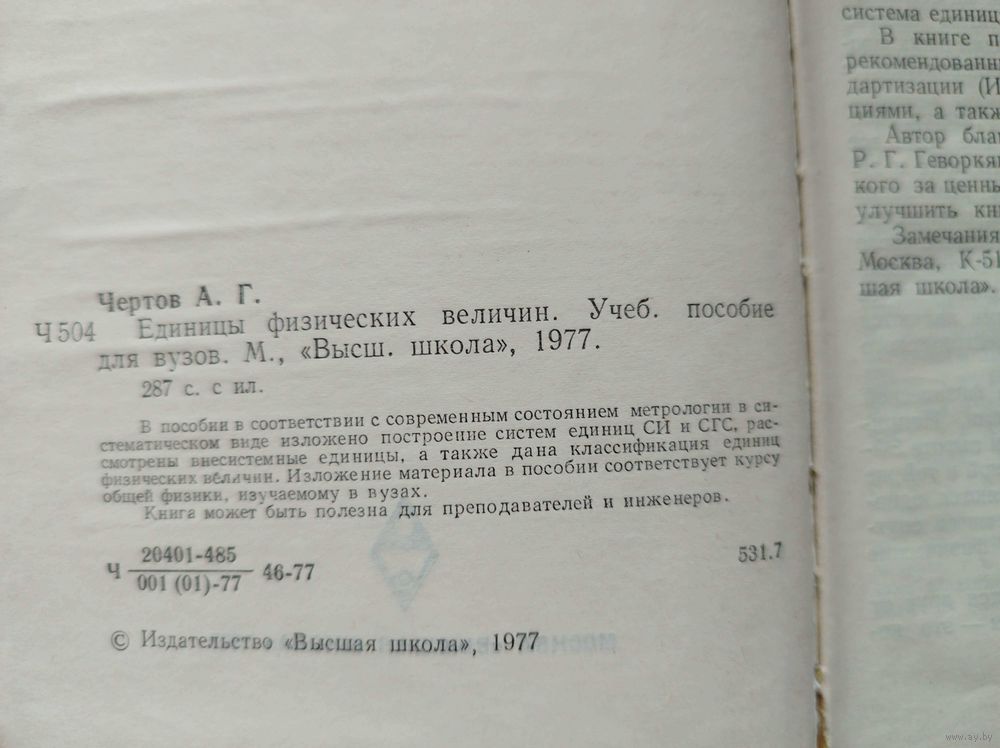 Чертов А. Г.
Ч 504 Единицы физических величин. Учеб. пособие
для вузов. М., «Высш. школа», 1977.
287 с. с ил.
В пособии в соответствии с современным состоянием метрологии в си-
стематическом виде изложено построение систем единиц СИ и СГС, рас-
смотрены внесистемные единицы, а также дана классификация единиц
физических величин. Изложение материала в пособии соответствует курсу
общей физики, изучаемому в вузах.
Книга может быть полезна для преподавателей и инженеров.
Ч 20401-485
001 (01)-77 46-77
531.7
© Издательство «Высшая школа», 1977
система единиц
В книге п
рекомендованн
дартизации (И
циями, а такж
Автор бла
Р. Г. Геворкя
кого за ценны
улучшить кн
Замечания
Москва, К-51
шая школа».
www.ay.by